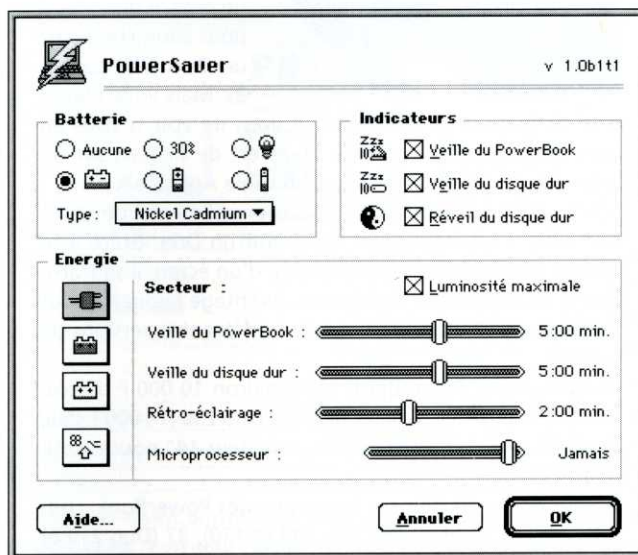 PowerSaver
v 1.0b1t1
Batterie
Aucune
30%
Type :
Nickel Cadmium
Indicateurs
Zzz
Veille du PowerBook
Zzz
Veille du disque dur
Réveil du disque dur
Energie
Secteur :
Luminosité maximale
Veille du PowerBook :
5:00 min.
Veille du disque dur :
5:00 min.
Rétro-éclairage :
2:00 min.
Microprocesseur :
Jamais
Aide...
Annuler
OK